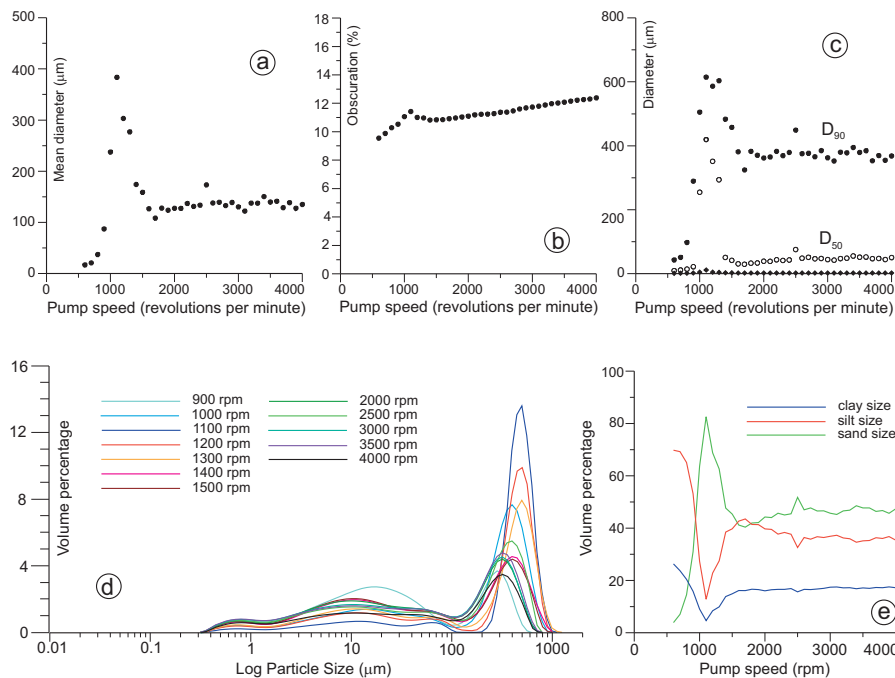 500
400
300
200
100
0
Mean diameter (µm)
a
0 1000 2000 3000 4000
Pump speed (revolutions per minute)
20
18
16
14
12
10
8
6
4
2
0
Obscuration (%)
b
0 1000 2000 3000 4000
Pump speed (revolutions per minute)
800
600
400
200
0
Diameter (µm)
c
D90
D50
0 1000 2000 3000 4000
Pump speed (revolutions per minute)
16
12
8
4
0
Volume percentage
900 rpm
1000 rpm
1100 rpm
1200 rpm
1300 rpm
1400 rpm
1500 rpm
2000 rpm
2500 rpm
3000 rpm
3500 rpm
4000 rpm
d
0.01 0.1 1 10 100 1000
Log Particle Size (µm)
100
80
60
40
20
0
Volume percentage
clay size
silt size
sand size
e
0 1000 2000 3000 4000
Pump speed (rpm)